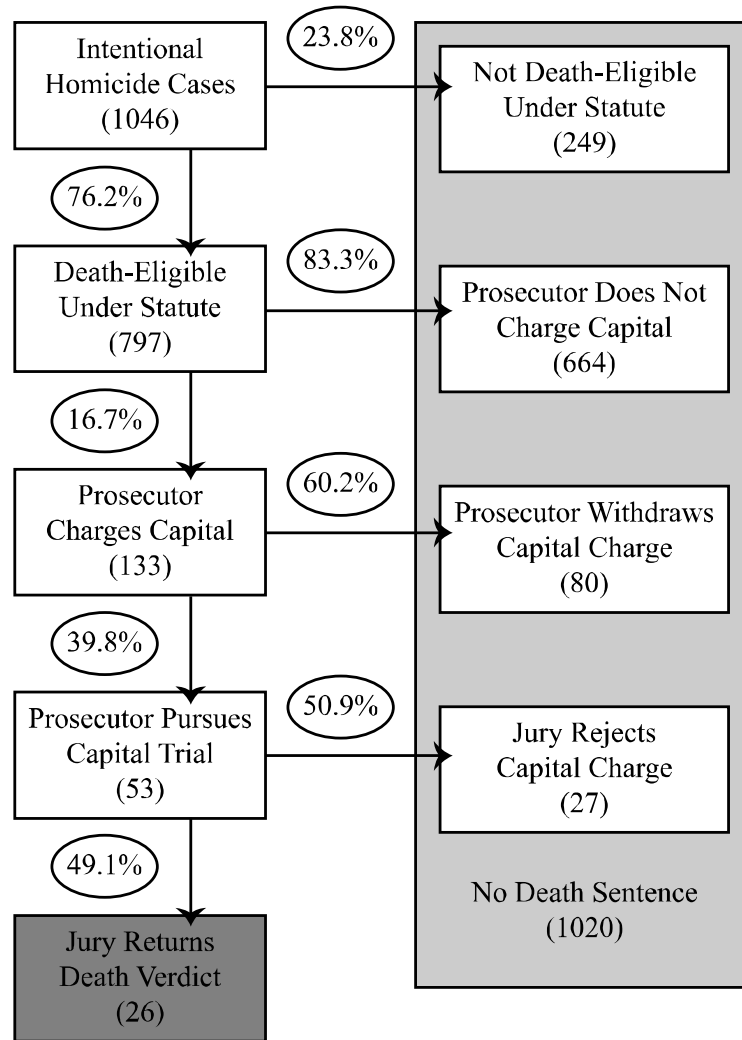 Intentional
Homicide Cases
(1046)
23.8%
Not Death-Eligible
Under Statute
(249)
76.2%
Death-Eligible
Under Statute
(797)
83.3%
Prosecutor Does Not
Charge Capital
(664)
16.7%
Prosecutor
Charges Capital
(133)
60.2%
Prosecutor Withdraws
Capital Charge
(80)
39.8%
Prosecutor Pursues
Capital Trial
(53)
50.9%
Jury Rejects
Capital Charge
(27)
49.1%
Jury Returns
Death Verdict
(26)
No Death Sentence
(1020)